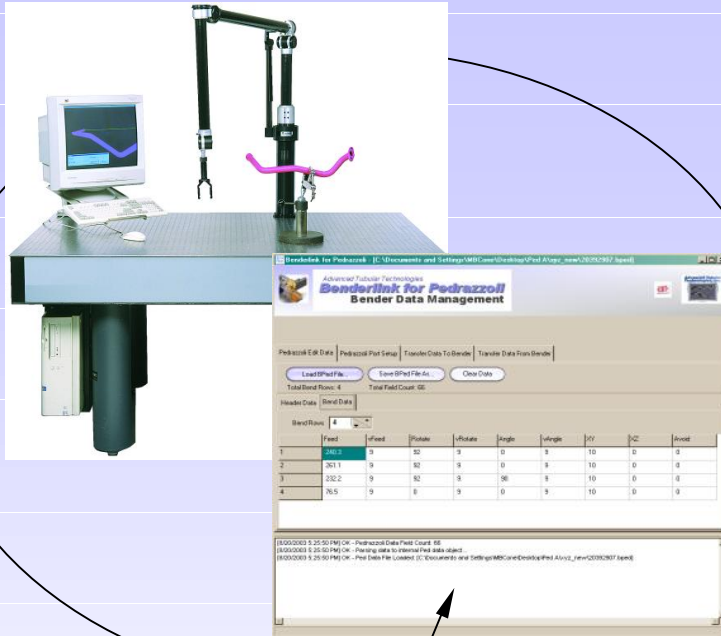 Benderlink for Pedrazzoli - [C:\Documents and Settings\MBCone\Desktop\Ped A\xyz_new\20392907.bped]
Advanced Tubular Technologies
Benderlink for Pedrazzoli
Bender Data Management
Pedrazzoli Edit Data Pedrazzoli Port Setup Transfer Data To Bender Transfer Data From Bender
Load BPed File... Save BPed File As... Clear Data
Total Bend Rows: 4 Total Field Count: 66
Header Data Bend Data
Bend Rows 4
Feed vFeed Rotate vRotate Angle vAngle XY XZ Avoid
1 240.3 9 92 9 0 9 10 0 0
2 261.1 9 92 9 0 9 10 0 0
3 232.2 9 92 9 90 9 10 0 0
4 76.5 9 0 9 0 9 10 0 0
(8/20/2003 5:25:50 PM) OK - Pedrazzoli Data Field Count: 66
(8/20/2003 5:25:50 PM) OK - Parsing data to internal Ped data object...
(8/20/2003 5:25:50 PM) OK - Ped Data File Loaded: [C:\Documents and Settings\MBCone\Desktop\Ped A\xyz_new\20392907.bped]